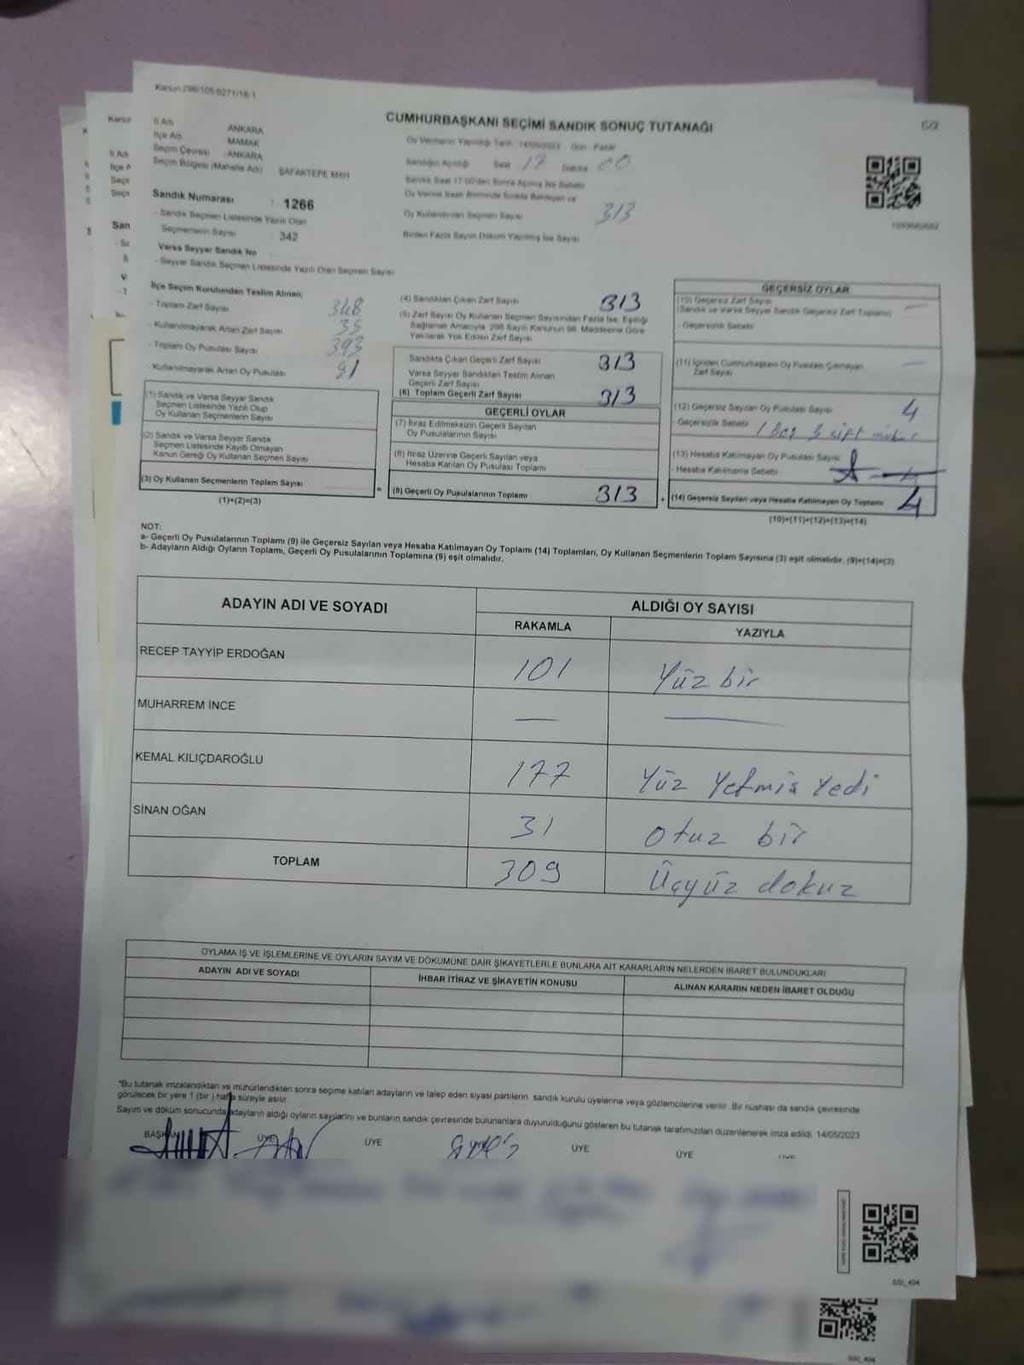 CUMHURBAŞKANI SEÇİMİ SANDIK SONUÇ TUTANAĞI
İl Adı ANKARA
İlçe Adı MAMAK
Seçim Çevresi ANKARA
Seçim Bölgesi (Mahalle Adı) ŞAFAKTEPE MAH
Oy Vermenin Yapıldığı Tarih 14/05/2023 Gün Pazar
Sandığın Açıldığı Saat 17 Dakika 00
Sandık Saat 17:00'den Sonra Açılmış İse Sebebi
Oy Kullandırılan Seçmen Sayısı 313
Birden Fazla Sayım Döküm Yapılmış İse Sayısı
Sandık Numarası : 1266
- Sandık Seçmen Listesinde Yazılı Olan
Seçmenlerin Sayısı : 342
Varsa Seyyar Sandık No
- Seyyar Sandık Seçmen Listesinde Yazılı Olan Seçmen Sayısı
İlçe Seçim Kurulundan Teslim Alınan;
- Toplam Zarf Sayısı 348
- Kullanılmayarak Artan Zarf Sayısı 35
- Toplam Oy Pusulası Sayısı 393
- Kullanılmayarak Artan Oy Pusulası
(1) Sandık ve Varsa Seyyar Sandık
Seçmen Listesinde Yazılı Olup
Oy Kullanan Seçmenlerin Sayısı
(2) Sandık ve Varsa Seyyar Sandık
Seçmen Listesinde Kayıtlı Olmayan
Kanun Gereği Oy Kullanan Seçmen Sayısı
(3) Oy Kullanan Seçmenlerin Toplam Sayısı
(1)+(2)=(3)
(4) Sandıktan Çıkan Zarf Sayısı 313
(5) Zarf Sayısı Oy Kullanan Seçmen Sayısından Fazla İse, Eşitliği
Sağlamak Amacıyla 298 Sayılı Kanunun 98. Maddesine Göre
Yakılarak Yok Edilen Zarf Sayısı
Sandıkta Çıkan Geçerli Zarf Sayısı 313
Varsa Seyyar Sandıktan Teslim Alınan
Geçerli Zarf Sayısı
(6) Toplam Geçerli Zarf Sayısı 313
GEÇERLİ OYLAR
(7) İtiraz Edilmeksizin Geçerli Sayılan
Oy Pusulalarının Sayısı
(8) İtiraz Üzerine Geçerli Sayılan veya
Hesaba Katılan Oy Pusulası Toplamı
(9) Geçerli Oy Pusulalarının Toplamı 313
GEÇERSİZ OYLAR
(10) Geçersiz Zarf Sayısı —
(Sandık ve Varsa Seyyar Sandık Geçersiz Zarf Toplamı)
- Geçersizlik Sebebi
(11) İçinden Cumhurbaşkanı Oy Pusulası Çıkmayan —
Zarf Sayısı
(12) Geçersiz Sayılan Oy Pusulası Sayısı 4
Geçersizlik Sebebi 1 Boş 3 çift
(13) Hesaba Katılmayan Oy Pusulası Sayısı
- Hesaba Katılmama Sebebi
(14) Geçersiz Sayılan veya Hesaba Katılmayan Oy Toplamı 4
(10)+(11)+(12)+(13)=(14)
NOT:
a- Geçerli Oy Pusulalarının Toplamı (9) ile Geçersiz Sayılan veya Hesaba Katılmayan Oy Toplamı (14) Toplamları, Oy Kullanan Seçmenlerin Toplam Sayısına (3) eşit olmalıdır. (9)+(14)=(3)
b- Adayların Aldığı Oyların Toplamı, Geçerli Oy Pusulalarının Toplamına (9) eşit olmalıdır.
ADAYIN ADI VE SOYADI ALDIĞI OY SAYISI
RAKAMLA YAZIYLA
RECEP TAYYİP ERDOĞAN 101 Yüz bir
MUHARREM İNCE — —
KEMAL KILIÇDAROĞLU 177 Yüz Yetmiş Yedi
SİNAN OĞAN 31 otuz bir
TOPLAM 309 Üçyüz dokuz
OYLAMA İŞ VE İŞLEMLERİNE VE OYLARIN SAYIM VE DÖKÜMÜNE DAİR ŞİKAYETLERLE BUNLARA AİT KARARLARIN NELERDEN İBARET BULUNDUKLARI
ADAYIN ADI VE SOYADI İHBAR İTİRAZ VE ŞİKAYETİN KONUSU ALINAN KARARIN NEDEN İBARET OLDUĞU
"Bu tutanak imzalandıktan ve mühürlendikten sonra seçime katılan adayların ve talep eden siyasi partilerin, sandık kurulu üyelerine veya gözlemcilerine verilir. Bir nüshası da sandık çevresinde
görülecek bir yere 1 (bir) hafta süreyle asılır.
Sayım ve döküm sonucunda adayların aldığı oyların sayılarını ve bunların sandık çevresinde bulunanlara duyurulduğunu gösteren bu tutanak tarafımızdan düzenlenerek imza edildi. 14/05/2023
BAŞKAN ÜYE ÜYE ÜYE ÜYE